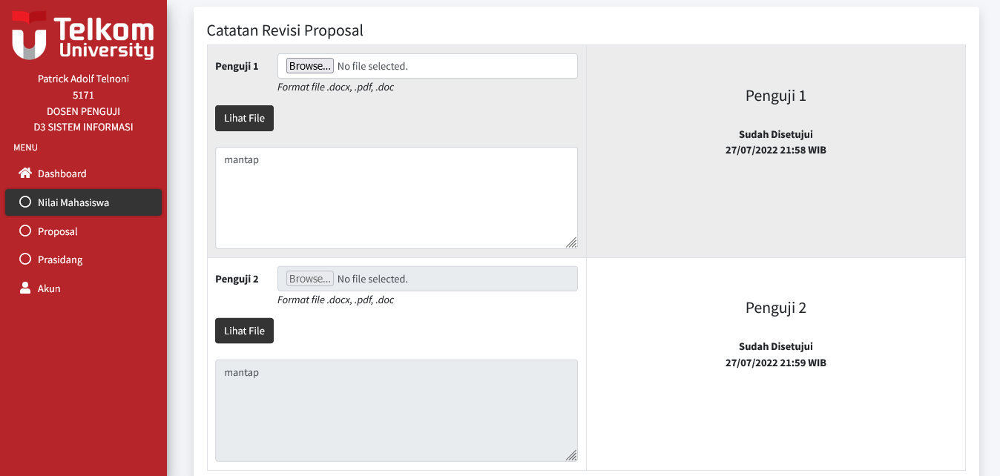 Telkom
University
Patrick Adolf Telnoni
5171
DOSEN PENGUJI
D3 SISTEM INFORMASI
MENU
Dashboard
Nilai Mahasiswa
Proposal
Prasidang
Akun
Catatan Revisi Proposal
Penguji 1
Browse... No file selected.
Format file .docx, .pdf, .doc
Lihat File
mantap
Penguji 1
Sudah Disetujui
27/07/2022 21:58 WIB
Penguji 2
Browse... No file selected.
Format file .docx, .pdf, .doc
Lihat File
mantap
Penguji 2
Sudah Disetujui
27/07/2022 21:59 WIB